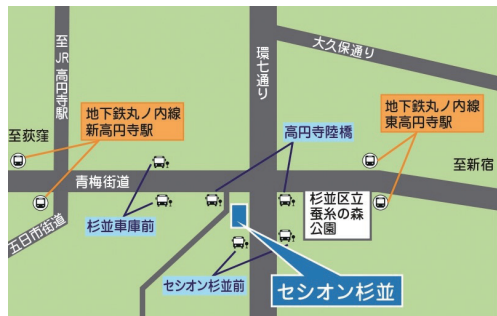 至
JR
高円寺駅
環七通り
大久保通り
地下鉄丸ノ内線
新高円寺駅
高円寺陸橋
地下鉄丸ノ内線
東高円寺駅
至荻窪
至新宿
青梅街道
杉並車庫前
杉並区立
蚕糸の森
公園
五日市街道
セシオン杉並前
セシオン杉並